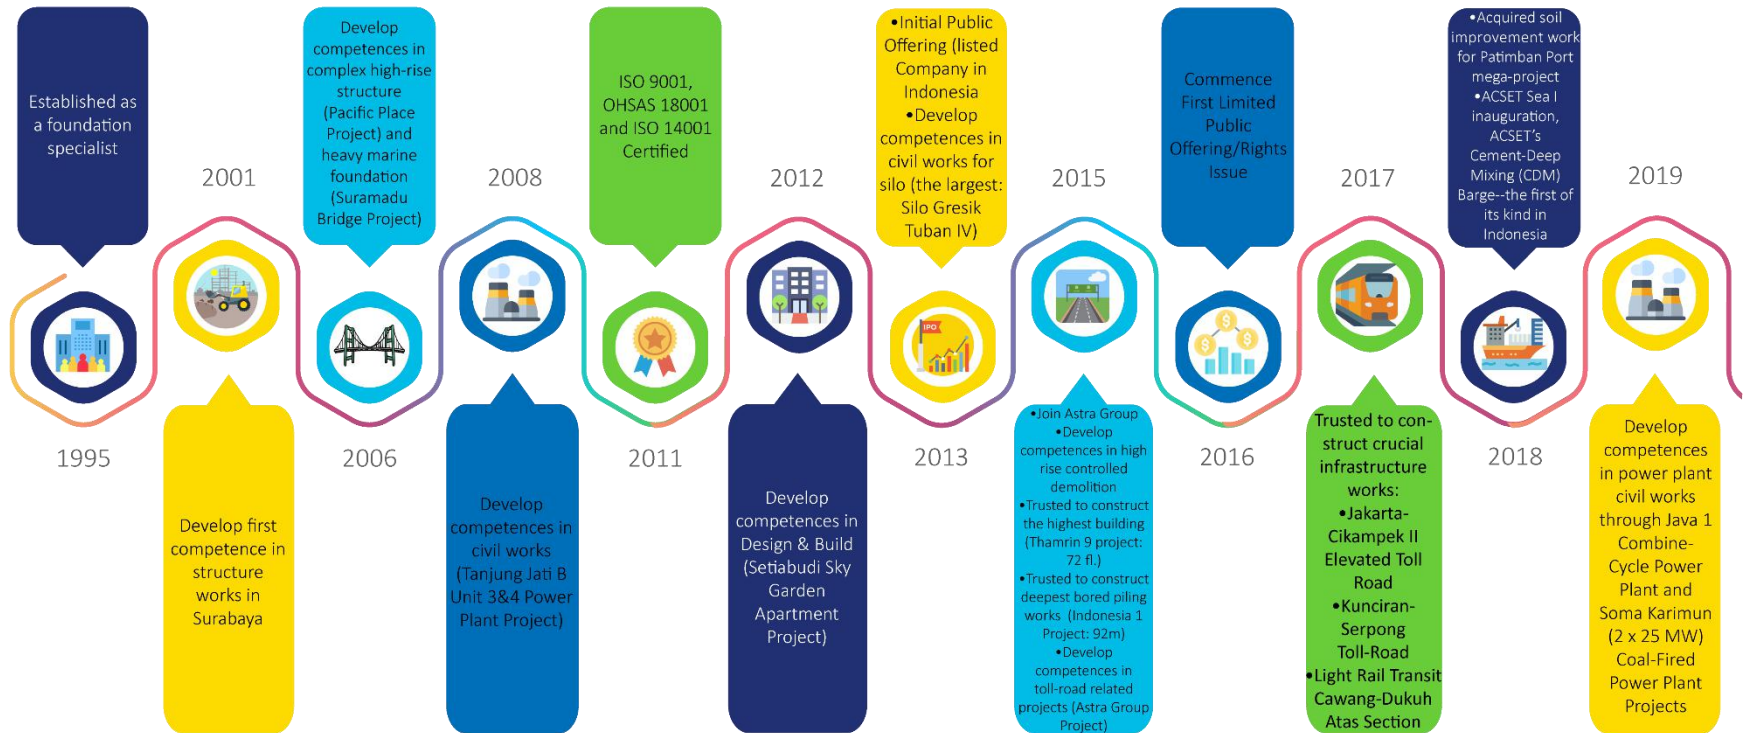 Established as
a foundation
specialist
1995
2001
Develop first
competence in
structure
works in
Surabaya
Develop
competences in
complex high-rise
structure
(Pacific Place
Project) and
heavy marine
foundation
(Suramadu
Bridge Project)
2006
2008
Develop
competences in
civil works
(Tanjung Jati B
Unit 3&4 Power
Plant Project)
ISO 9001,
OHSAS 18001
and ISO 14001
Certified
2011
2012
Develop
competences in
Design & Build
(Setiabudi Sky
Garden
Apartment
Project)
•Initial Public
Offering (listed
Company in
Indonesia
•Develop
competences in
civil works for
silo (the largest:
Silo Gresik
Tuban IV)
IPO
2013
2015
•Join Astra Group
•Develop
competences in high
rise controlled
demolition
•Trusted to construct
the highest building
(Thamrin 9 project:
72 fl.)
•Trusted to construct
deepest bored piling
works (Indonesia 1
Project: 92m)
•Develop
competences in
toll-road related
projects (Astra Group
Project)
Commence
First Limited
Public
Offering/Rights
Issue
2016
2017
Trusted to con-
struct crucial
infrastructure
works:
•Jakarta-
Cikampek II
Elevated Toll
Road
•Kunciran-
Serpong
Toll-Road
•Light Rail Transit
Cawang-Dukuh
Atas Section
•Acquired soil
improvement work
for Patimban Port
mega-project
•ACSET Sea I
inauguration,
ACSET's
Cement-Deep
Mixing (CDM)
Barge--the first of
its kind in
Indonesia
2018
2019
Develop
competences
in power plant
civil works
through Java 1
Combine-
Cycle Power
Plant and
Soma Karimun
(2 x 25 MW)
Coal-Fired
Power Plant
Projects